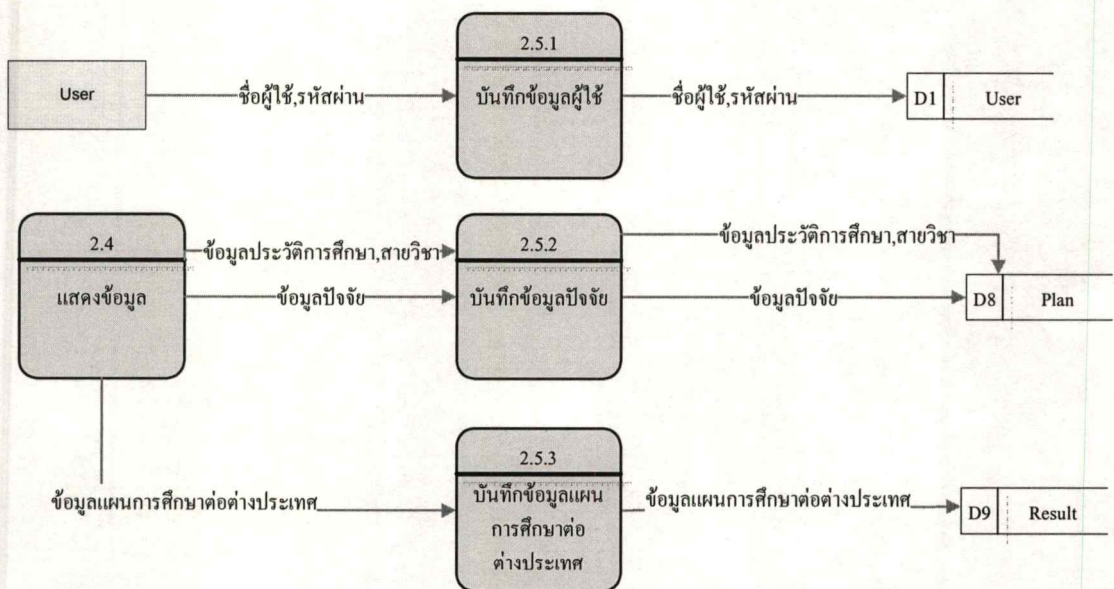 2.5.1
User
ชื่อผู้ใช้,รหัสผ่าน
บันทึกข้อมูลผู้ใช้
ชื่อผู้ใช้,รหัสผ่าน
D1
User
2.4
แสดงข้อมูล
ข้อมูลประวัติการศึกษา,สายวิชา
ข้อมูลปัจจัย
2.5.2
บันทึกข้อมูลปัจจัย
ข้อมูลประวัติการศึกษา,สายวิชา
ข้อมูลปัจจัย
D8
Plan
ข้อมูลแผนการศึกษาต่อต่างประเทศ
2.5.3
บันทึกข้อมูลแผน
การศึกษาต่อ
ต่างประเทศ
ข้อมูลแผนการศึกษาต่อต่างประเทศ
D9
Result